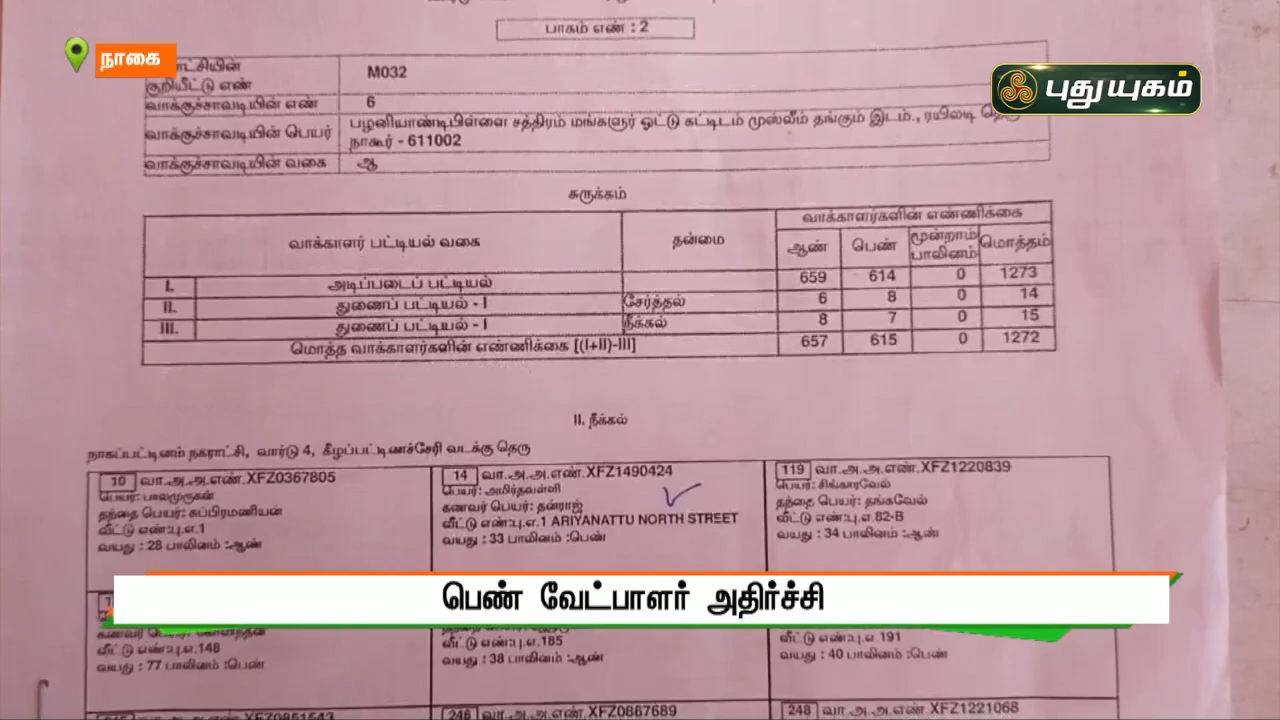 பாகம் எண் : 2
நாகை
புதுயுகம்
குறியீட்டு எண்
M032
வாக்குச்சாவடியின் எண்
6
வாக்குச்சாவடியின் பெயர்
பழனியாண்டிபிள்ளை சத்திரம் மங்களுர் ஓட்டு கட்டிடம் முஸ்லீம் தங்கும் இடம்., ரயிலடி
நாகூர் - 611002
வாக்குச்சாவடியின் வகை
ஆ
சுருக்கம்
வாக்காளர் பட்டியல் வகை
தன்மை
வாக்காளர்களின் எண்ணிக்கை
ஆண் பெண் மூன்றாம் பாலினம் மொத்தம்
I. அடிப்படைப் பட்டியல் 659 614 0 1273
II. துணைப் பட்டியல் - I சேர்த்தல் 6 8 0 14
III. துணைப் பட்டியல் - I நீக்கல் 8 7 0 15
மொத்த வாக்காளர்களின் எண்ணிக்கை [(I+II)-III] 657 615 0 1272
II. நீக்கல்
நாகப்பட்டினம் நகராட்சி, வார்டு 4, கீழப்பட்டினச்சேரி வடக்கு தெரு
10 வா.அ.அ.எண்.XFZ0367805
பெயர்: பாலமுருகன்
தந்தை பெயர்: சுப்பிரமணியன்
வீட்டு எண்:பு.எ.1
வயது : 28 பாலினம் :ஆண்
14 வா.அ.அ.எண்.XFZ1490424
பெயர்: அமிர்தவள்ளி
கணவர் பெயர்: தன்ராஜ்
வீட்டு எண்:பு.எ.1 ARIYANATTU NORTH STREET
வயது : 33 பாலினம் :பெண்
119 வா.அ.அ.எண்.XFZ1220839
பெயர்: சிங்காரவேல்
தந்தை பெயர்: தங்கவேல்
வீட்டு எண்:பு.எ.82-B
வயது : 34 பாலினம் :ஆண்
பெண் வேட்பாளர் அதிர்ச்சி
வீட்டு எண்:பு.எ.148
வயது : 77 பாலினம் :பெண்
வீட்டு எண்:பு.எ.185
வயது : 38 பாலினம் :ஆண்
வீட்டு எண்:பு.எ.191
வயது : 40 பாலினம் :பெண்
வா.அ.அ.எண்.XFZ0851543
246 வா.அ.அ.எண்.XFZ0867689
248 வா.அ.அ.எண்.XFZ1221068